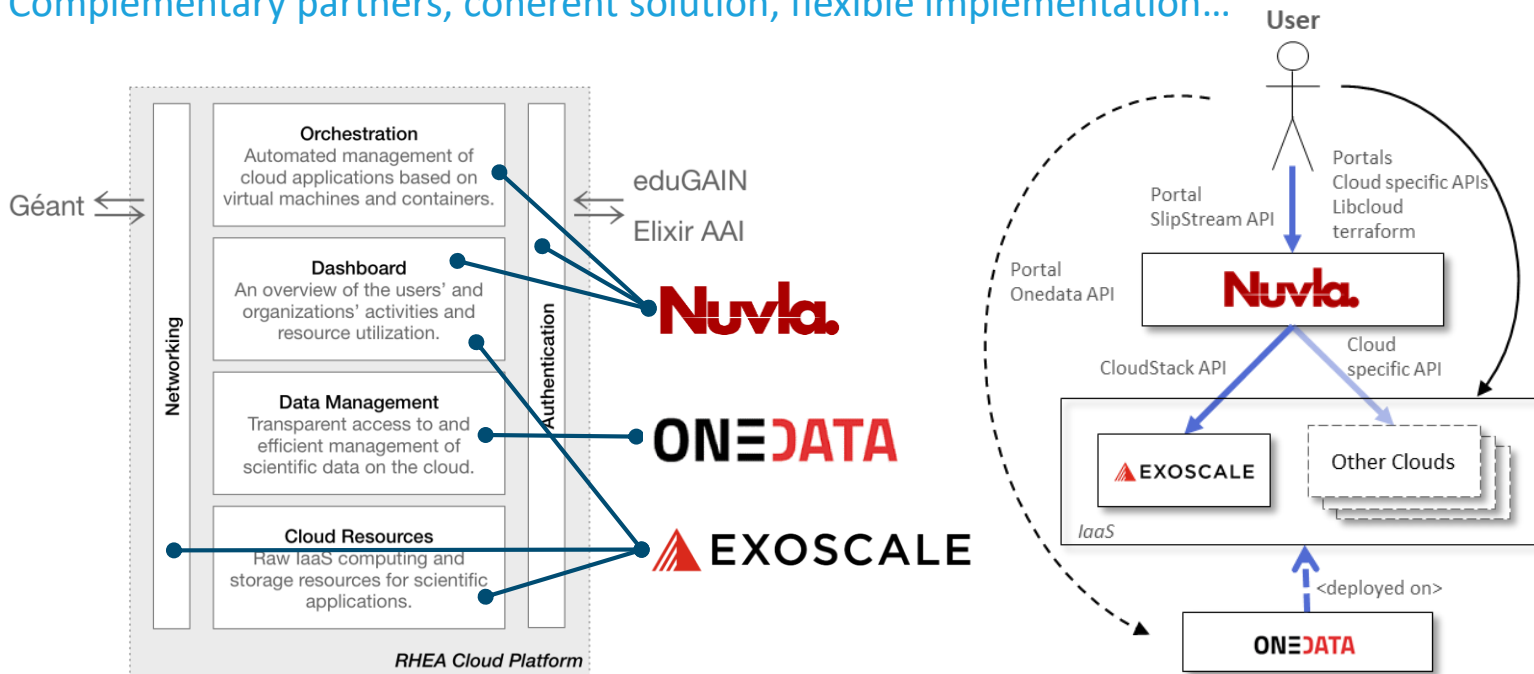 Complementary partners, coherent solution, flexible implementation…
Géant
Networking
Orchestration
Automated management of
cloud applications based on
virtual machines and containers.
Dashboard
An overview of the users’ and
organizations’ activities and
resource utilization.
Data Management
Transparent access to and
efficient management of
scientific data on the cloud.
Cloud Resources
Raw IaaS computing and
storage resources for scientific
applications.
Authentication
RHEA Cloud Platform
eduGAIN
Elixir AAI
Nuvla.
ONEDATA
EXOSCALE
User
Portal
SlipStream API
Portals
Cloud specific APIs
Libcloud
terraform
Portal
Onedata API
Nuvla.
CloudStack API
Cloud
specific API
EXOSCALE
Other Clouds
IaaS
<deployed on>
ONEDATA